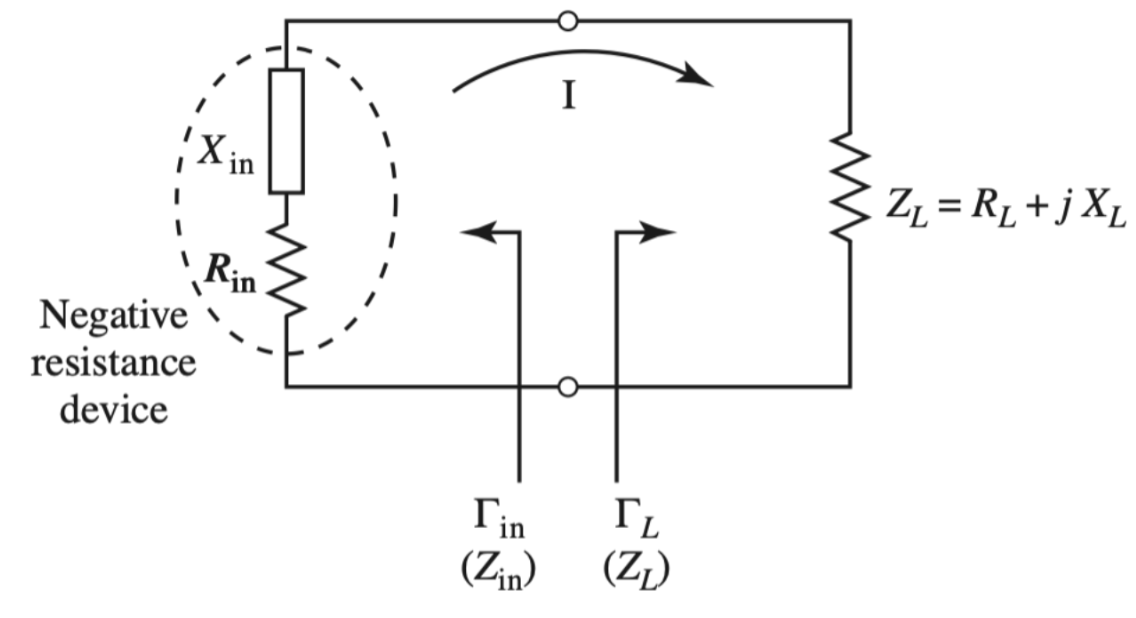 I
X_in
Z_L = R_L + j X_L
R_in
Negative
resistance
device
Γ_in
Γ_L
(Z_in)
(Z_L)